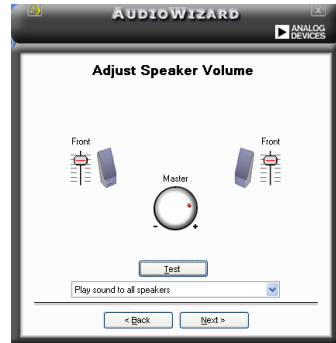 AUDIOWIZARD
ANALOG
DEVICES
Adjust Speaker Volume
Front Front
Master
- +
Test
Play sound to all speakers
< Back Next >